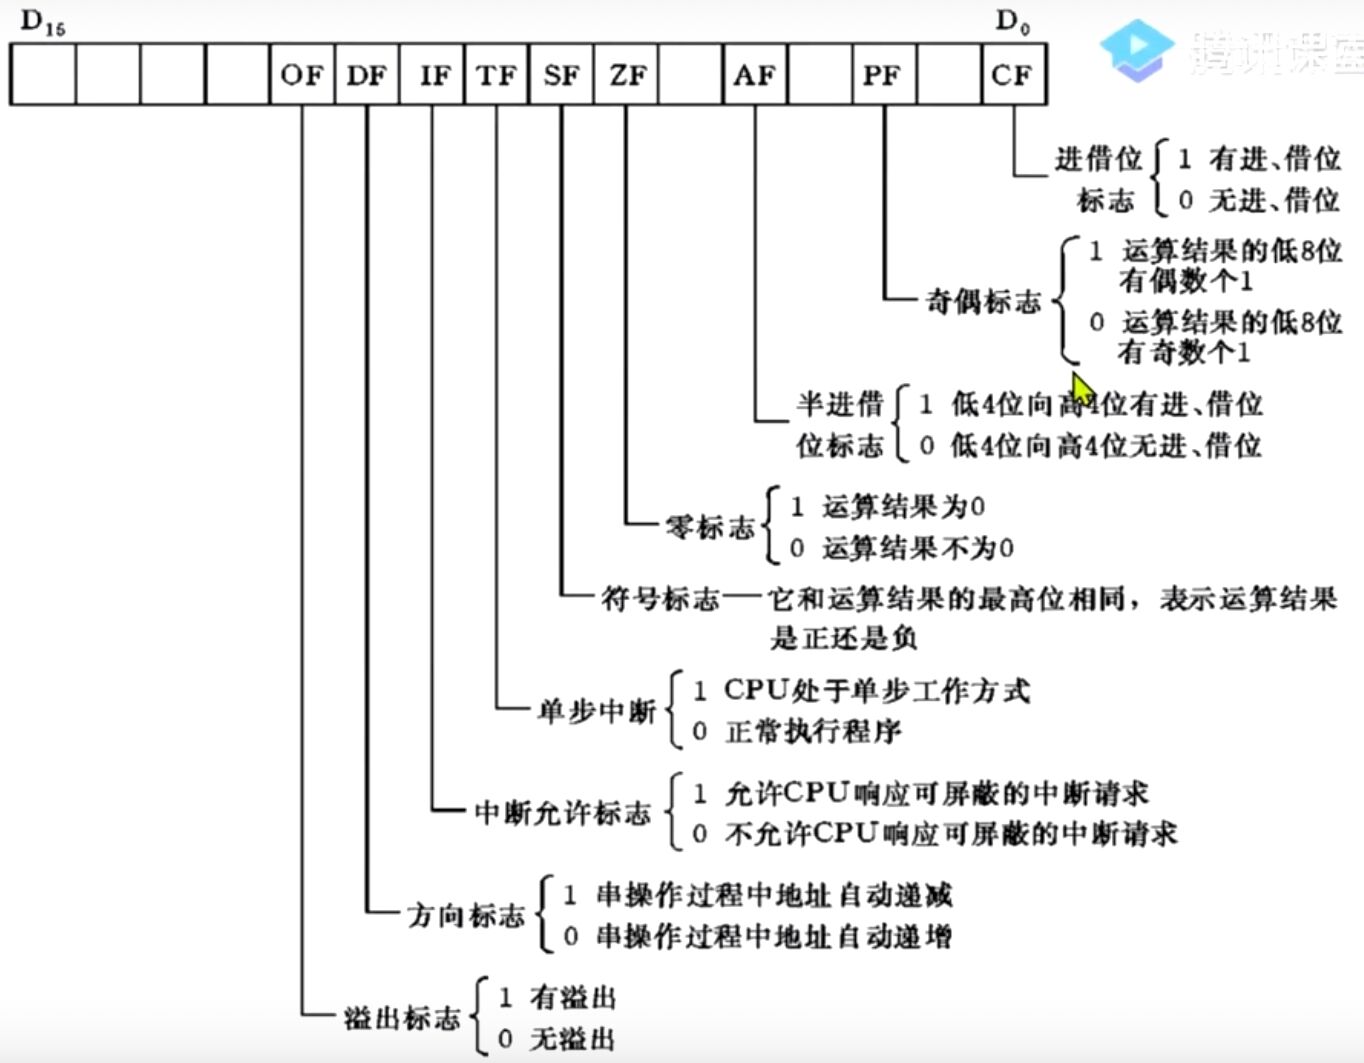 D15 D0
OF DF IF TF SF ZF AF PF CF
腾讯课堂
进借位 1 有进、借位
标志 0 无进、借位
1 运算结果的低8位
有偶数个1
奇偶标志
0 运算结果的低8位
有奇数个1
半进借 1 低4位向高4位有进、借位
位标志 0 低4位向高4位无进、借位
1 运算结果为0
零标志
0 运算结果不为0
符号标志 — 它和运算结果的最高位相同，表示运算结果
是正还是负
1 CPU处于单步工作方式
单步中断
0 正常执行程序
1 允许CPU响应可屏蔽的中断请求
中断允许标志
0 不允许CPU响应可屏蔽的中断请求
1 串操作过程中地址自动递减
方向标志
0 串操作过程中地址自动递增
1 有溢出
溢出标志
0 无溢出